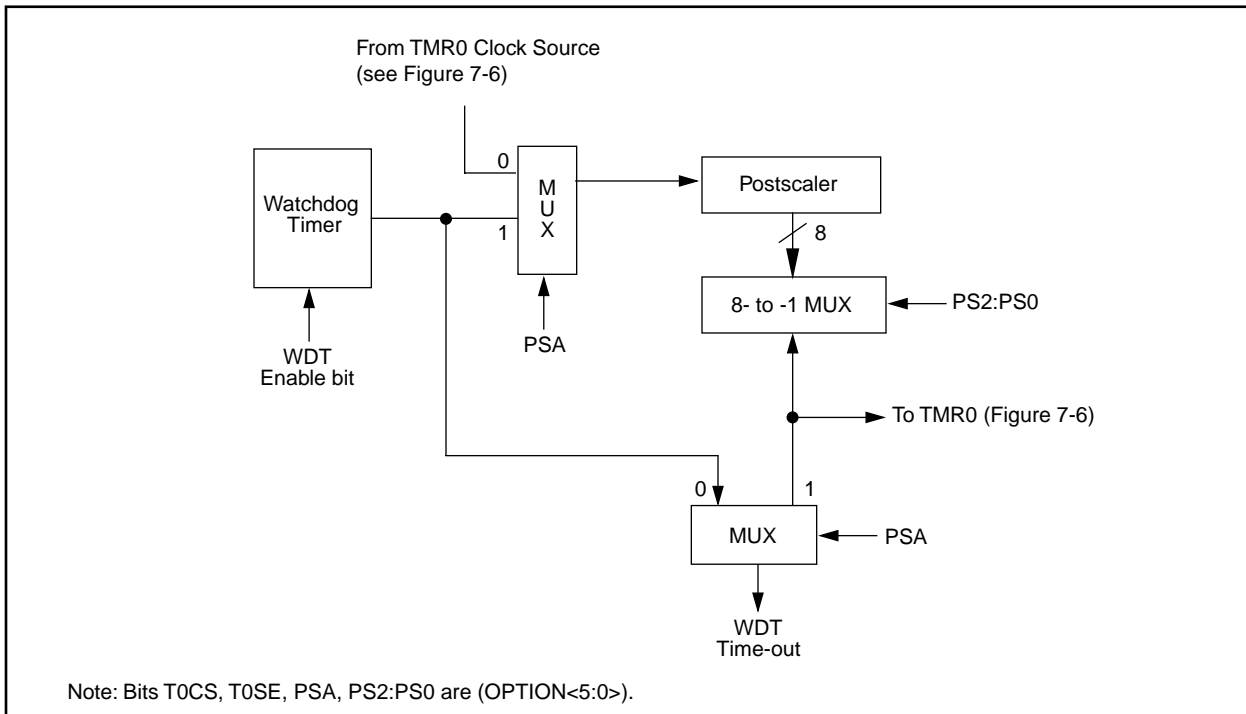 From TMR0 Clock Source
(see Figure 7-6)
0
M
U
X
1
Watchdog
Timer
Postscaler
8
8- to -1 MUX
PS2:PS0
PSA
WDT
Enable bit
To TMR0 (Figure 7-6)
0
1
MUX
PSA
WDT
Time-out
Note: Bits T0CS, T0SE, PSA, PS2:PS0 are (OPTION<5:0>).